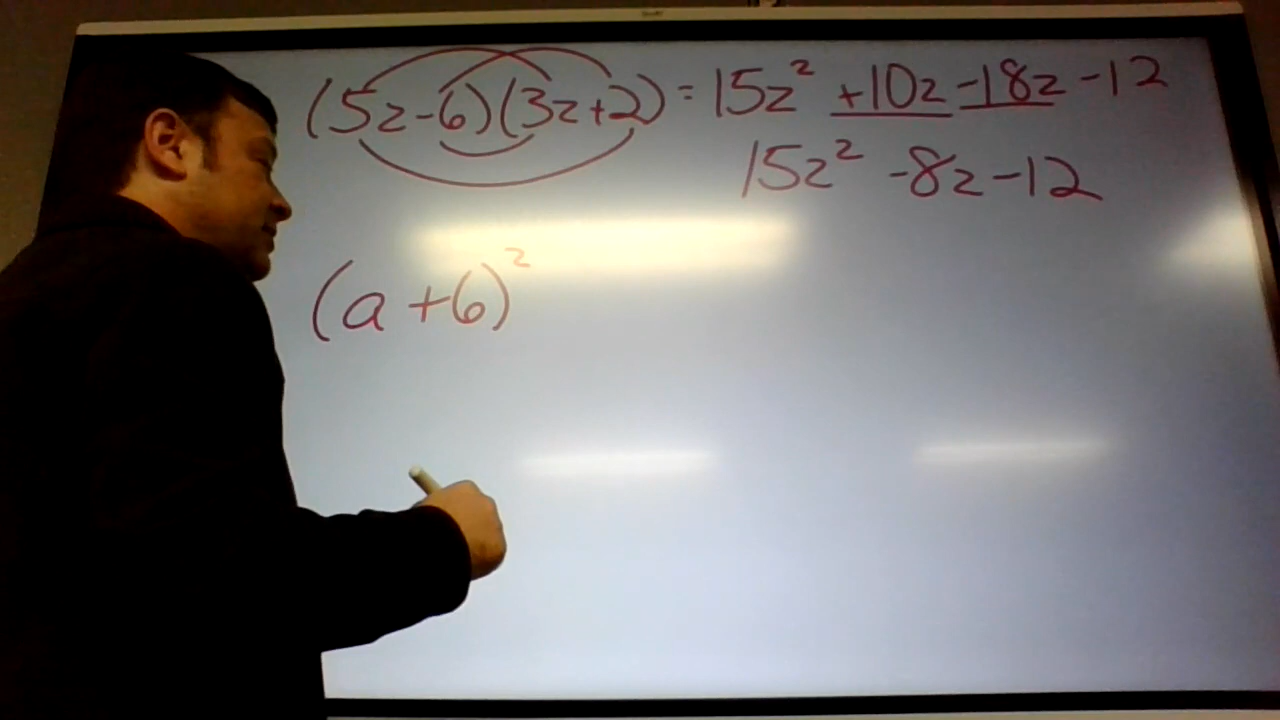 (5z-6)(3z+2) = 15z² +10z -18z -12
15z² -8z -12
(a+6)²